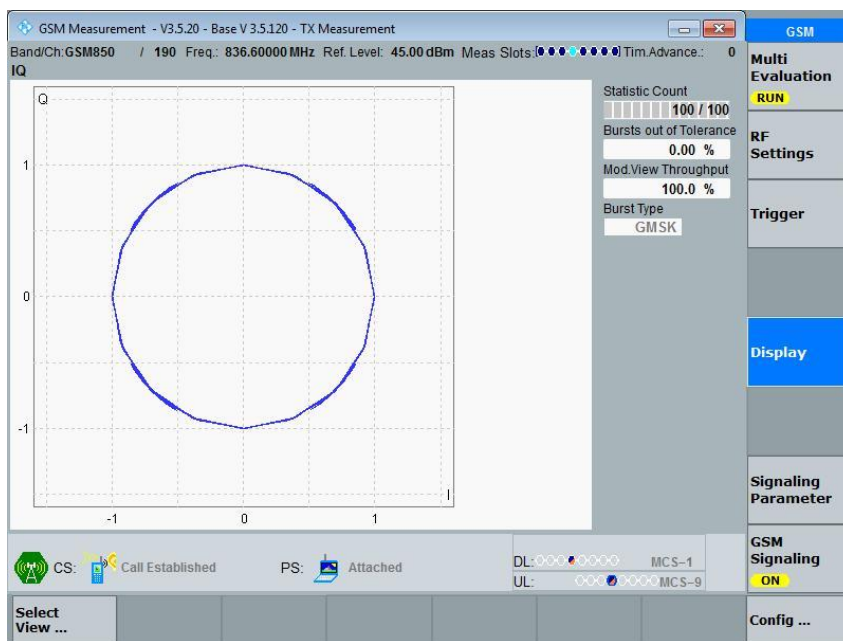 GSM Measurement - V3.5.20 - Base V 3.5.120 - TX Measurement
GSM
Band/Ch:GSM850 / 190 Freq.: 836.60000 MHz Ref. Level: 45.00 dBm Meas Slots: Tim.Advance.: 0
IQ
Multi
Evaluation
RUN
Q
1
0
-1
I
-1 0 1
Statistic Count
100 / 100
Bursts out of Tolerance
0.00 %
Mod.View Throughput
100.0 %
Burst Type
GMSK
RF
Settings
Trigger
Display
Signaling
Parameter
GSM
Signaling
ON
CS: Call Established PS: Attached
DL: MCS-1
UL: MCS-9
Select
View ...
Config ...